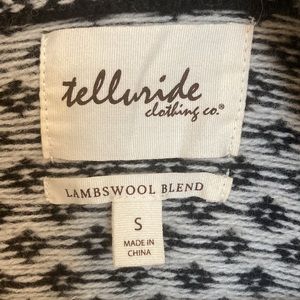 telluride
clothing co.®
LAMBSWOOL BLEND
S
MADE IN
CHINA